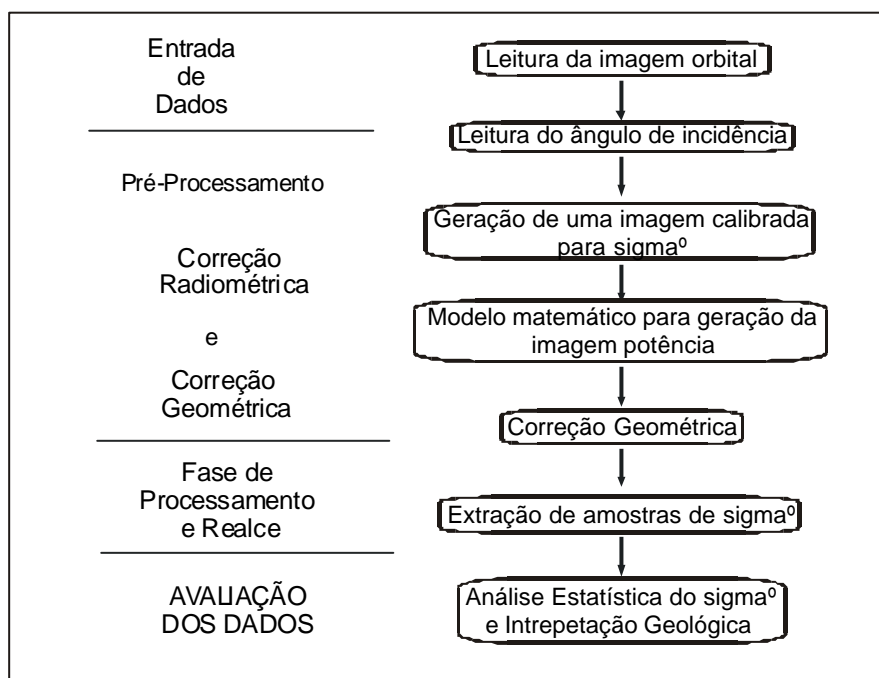 Entrada
de
Dados
Leitura da imagem orbital
Leitura do ângulo de incidência
Pré-Processamento
Geração de uma imagem calibrada
para sigmaº
Correção
Radiométrica
e
Correção
Geométrica
Modelo matemático para geração da
imagem potência
Correção Geométrica
Fase de
Processamento
e Realce
Extração de amostras de sigmaº
AVALIAÇÃO
DOS DADOS
Análise Estatística do sigmaº
e Intrepetação Geológica